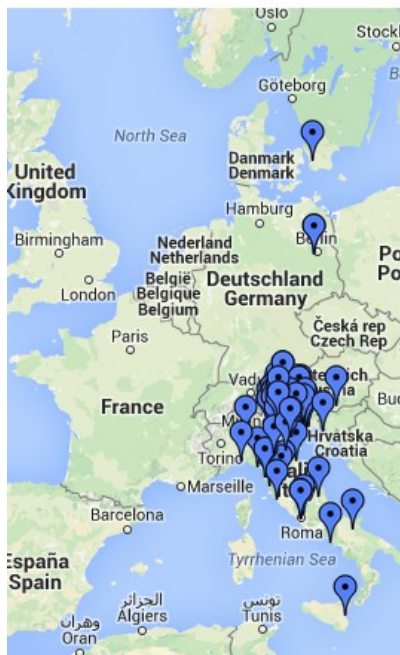 Oslo
Stockh
Göteborg
North Sea
Danmark
Denmark
United
Kingdom
Hamburg
Birmingham
Nederland
Netherlands
Berlin
London
België
Belgique
Belgium
Deutschland
Germany
Po
Po
Paris
Česká rep
Czech Rep
Vad
France
Torino
Hrvatska
Croatia
Marseille
Barcelona
Roma
España
Spain
Tyrrhenian Sea
الجزائر
Algiers
تونس
Tunis
وهران
Oran